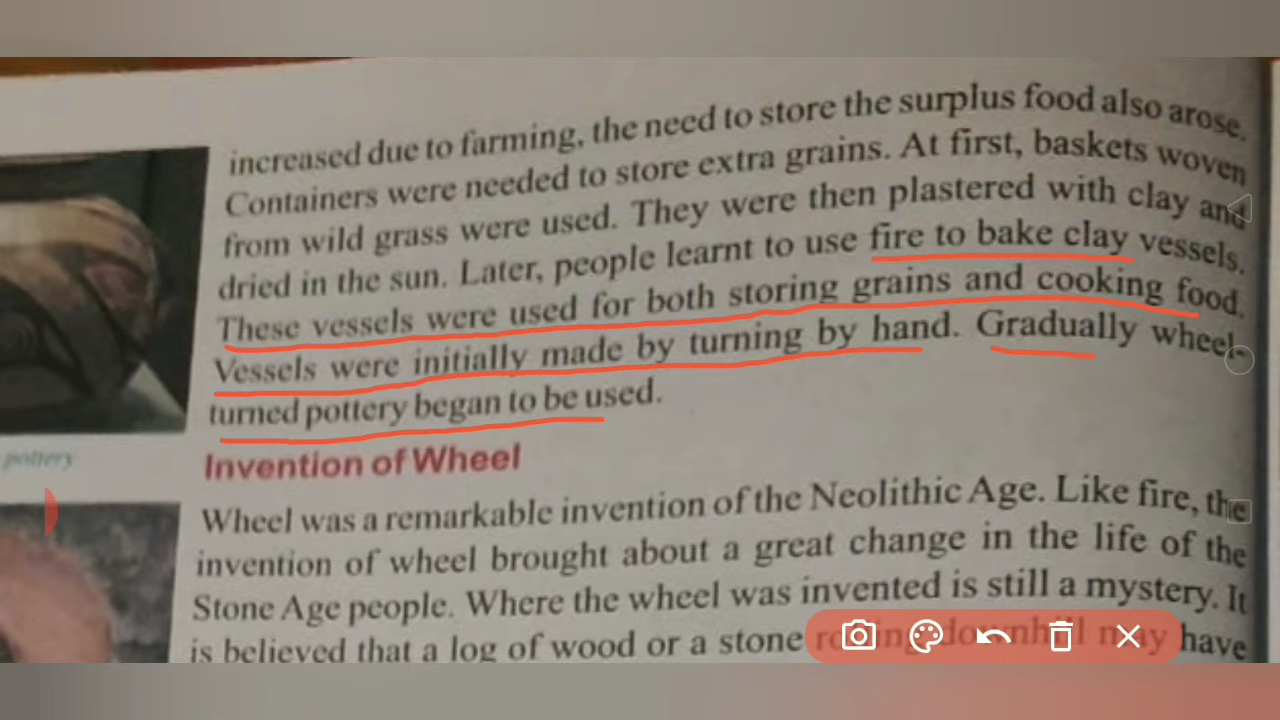 increased due to farming, the need to store the surplus food also arose.
Containers were needed to store extra grains. At first, baskets woven
from wild grass were used. They were then plastered with clay and
dried in the sun. Later, people learnt to use fire to bake clay vessels.
These vessels were used for both storing grains and cooking food.
Vessels were initially made by turning by hand. Gradually wheel-
turned pottery began to be used.
pottery
Invention of Wheel
Wheel was a remarkable invention of the Neolithic Age. Like fire, the
invention of wheel brought about a great change in the life of the
Stone Age people. Where the wheel was invented is still a mystery. It
is believed that a log of wood or a stone rolling downhill may have